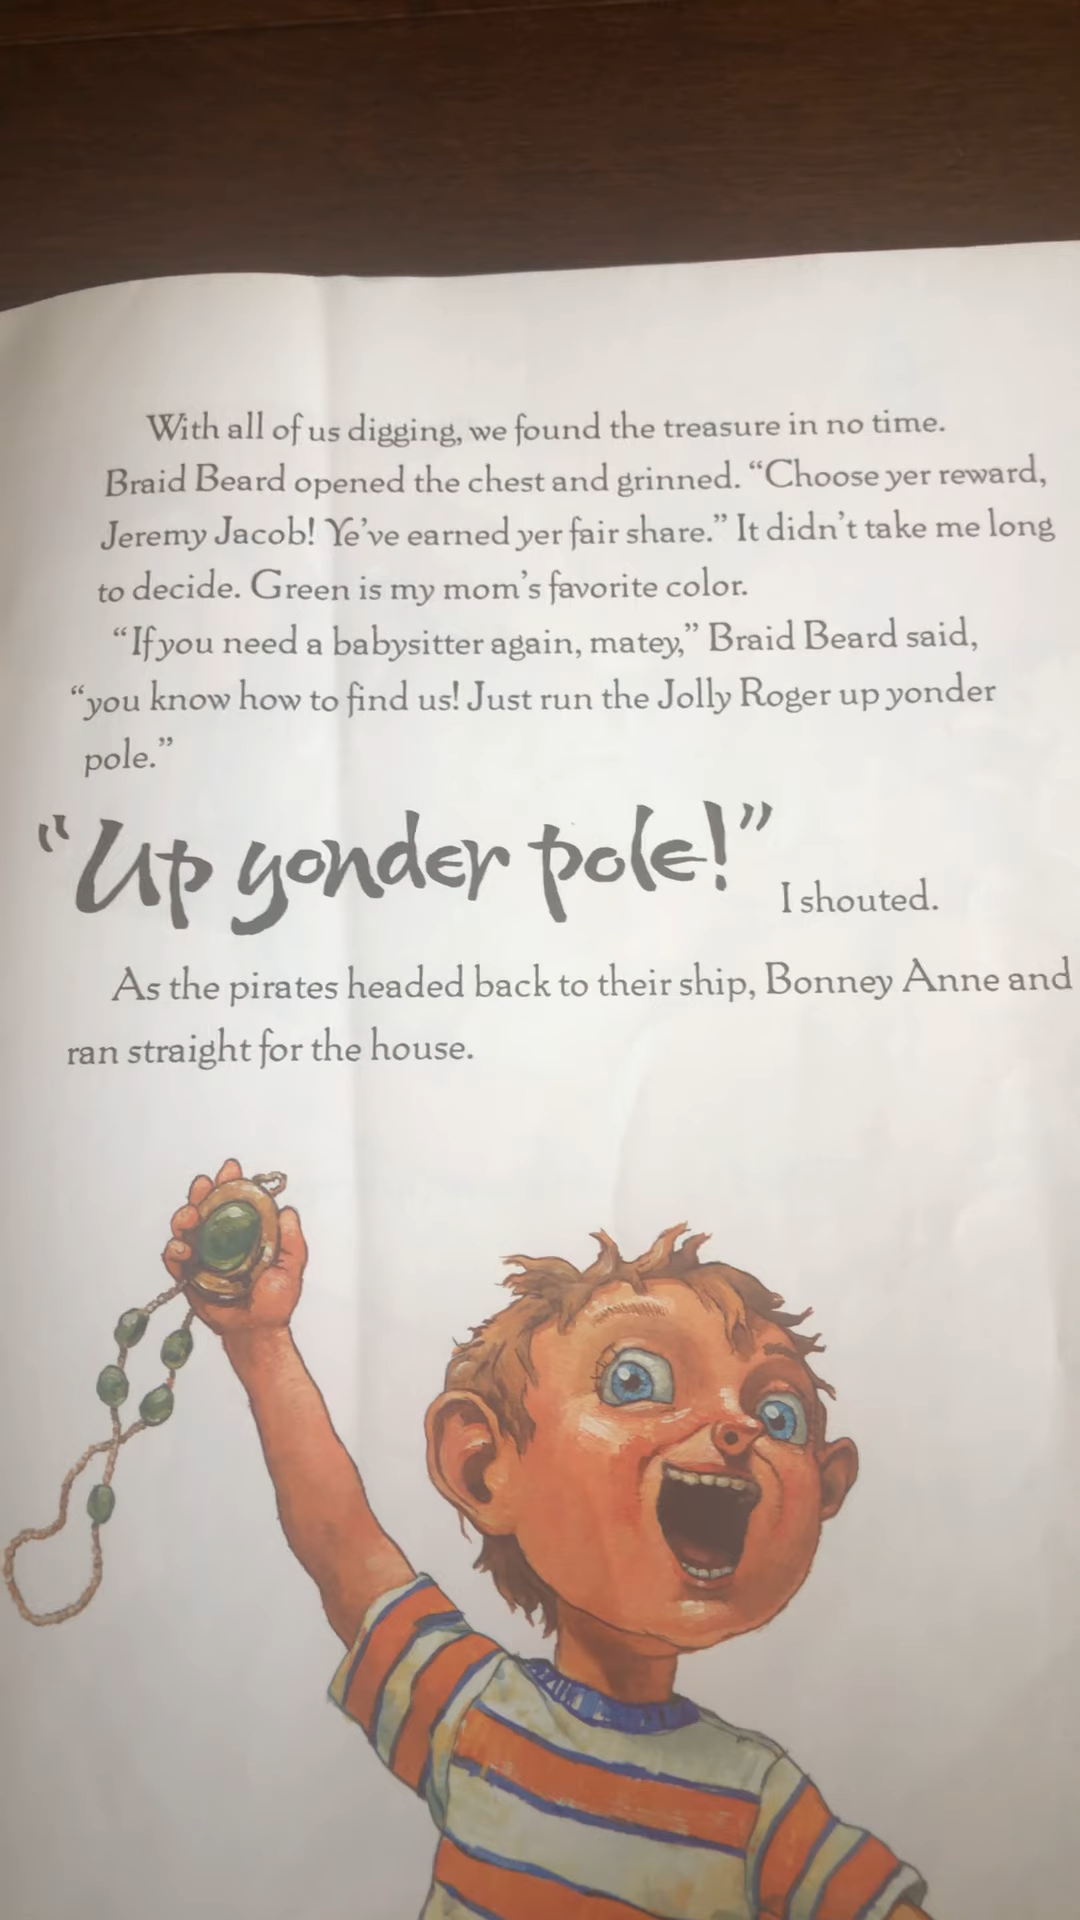 With all of us digging, we found the treasure in no time.
Braid Beard opened the chest and grinned. “Choose yer reward,
Jeremy Jacob! Ye’ve earned yer fair share.” It didn’t take me long
to decide. Green is my mom’s favorite color.
“If you need a babysitter again, matey,” Braid Beard said,
“you know how to find us! Just run the Jolly Roger up yonder
pole.”
“Up yonder pole!” I shouted.
As the pirates headed back to their ship, Bonney Anne and
ran straight for the house.